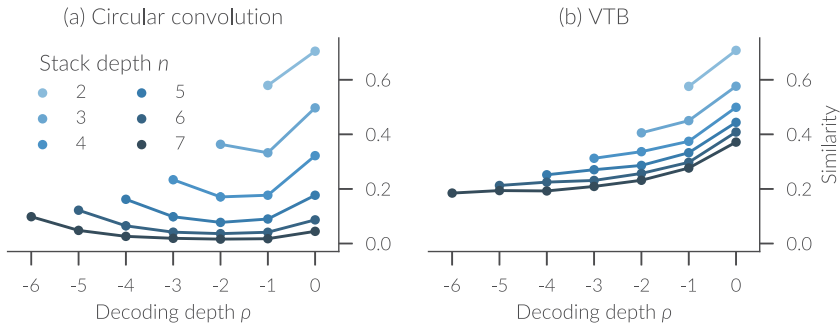 (a) Circular convolution
Stack depth n
2 5
3 6
4 7
0.6
0.4
0.2
0.0
-6 -5 -4 -3 -2 -1 0
Decoding depth ρ
(b) VTB
0.6
0.4
0.2
0.0
Similarity
-6 -5 -4 -3 -2 -1 0
Decoding depth ρ